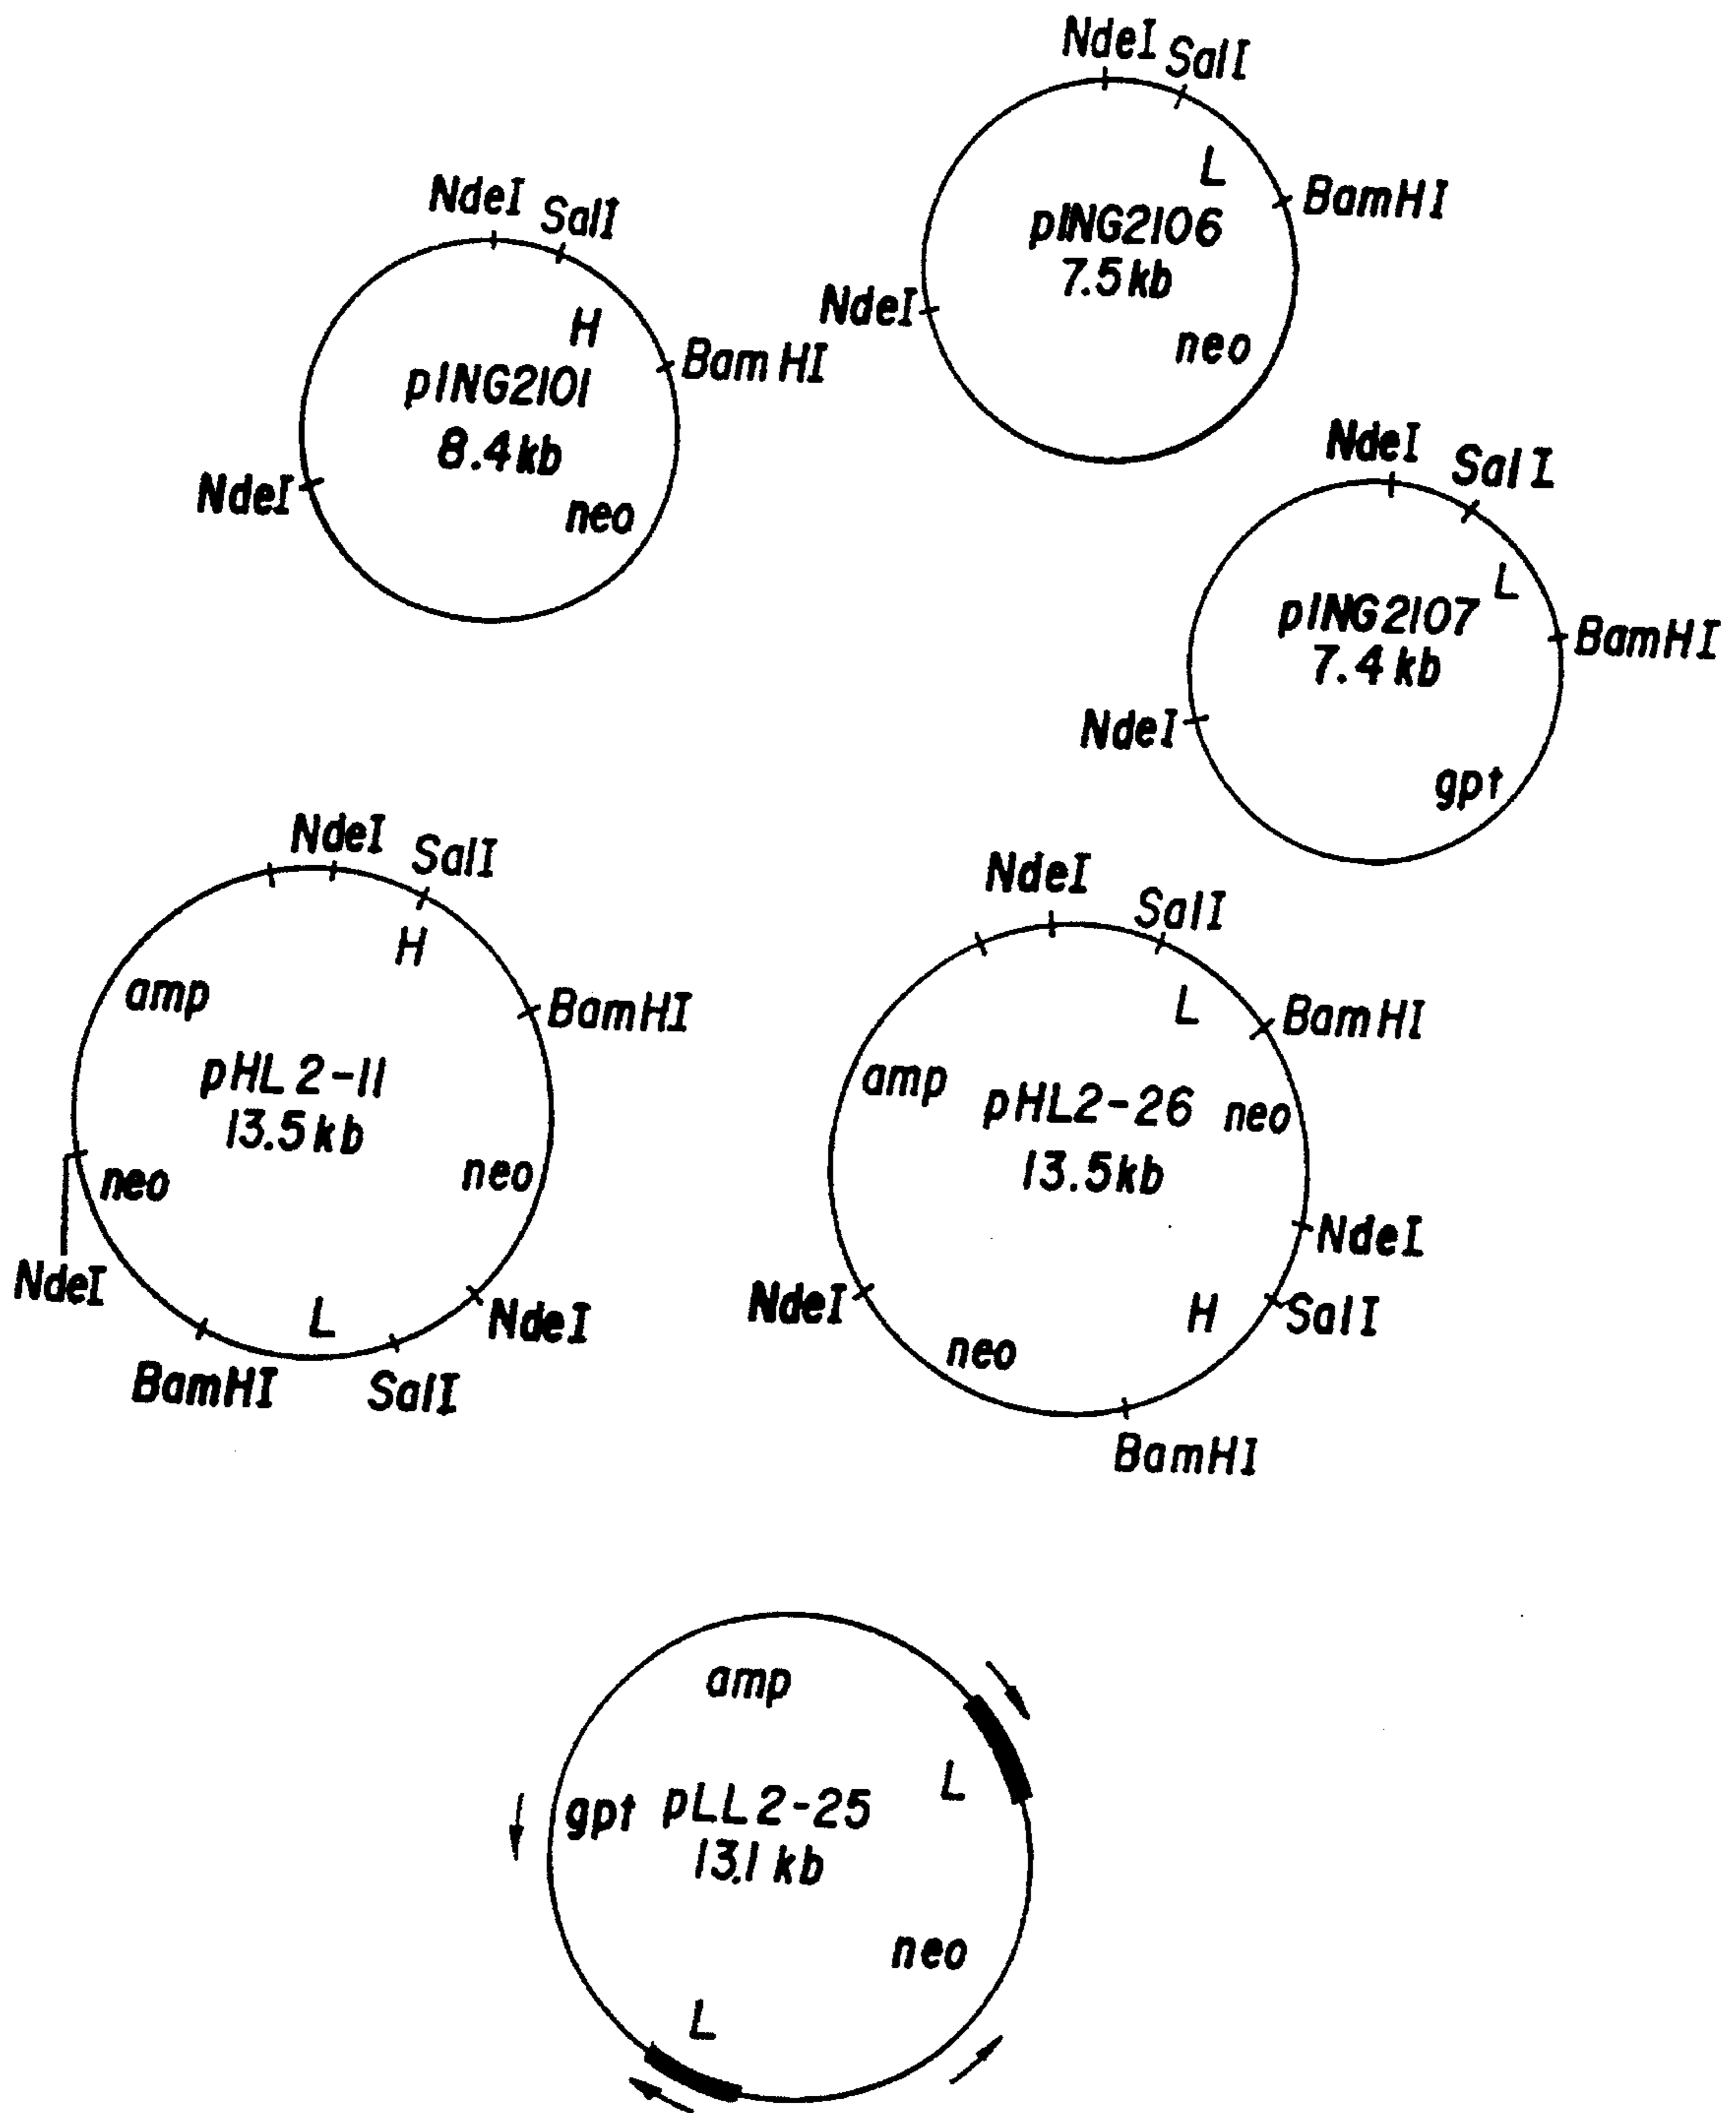 NdeI SalI
L
BamHI
pING2106
7.5kb
NdeI
neo
NdeI SalI
H
BamHI
pING2101
8.4kb
NdeI
neo
NdeI SalI
L
BamHI
pING2107
7.4kb
NdeI
gpt
NdeI SalI
H
amp
BamHI
pHL2-11
13.5kb
neo
neo
NdeI
L
NdeI
BamHI
SalI
NdeI
SalI
L
BamHI
amp
pHL2-26
neo
13.5kb
NdeI
NdeI
H
SalI
neo
BamHI
amp
L
gpt
pLL2-25
13.1kb
neo
L